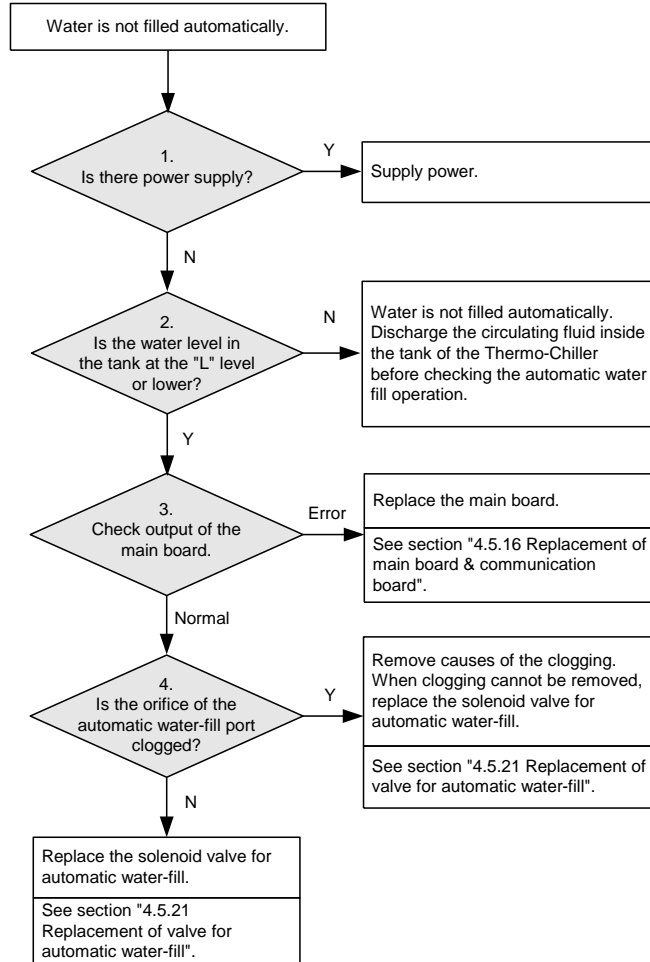 Water is not filled automatically.
1.
Is there power supply?
Y
Supply power.
N
2.
Is the water level in
the tank at the "L" level
or lower?
N
Water is not filled automatically.
Discharge the circulating fluid inside
the tank of the Thermo-Chiller
before checking the automatic water
fill operation.
Y
3.
Check output of the
main board.
Error
Replace the main board.
See section "4.5.16 Replacement of
main board & communication
board".
Normal
4.
Is the orifice of the
automatic water-fill port
clogged?
Y
Remove causes of the clogging.
When clogging cannot be removed,
replace the solenoid valve for
automatic water-fill.
See section "4.5.21 Replacement of
valve for automatic water-fill".
N
Replace the solenoid valve for
automatic water-fill.
See section "4.5.21
Replacement of valve for
automatic water-fill".